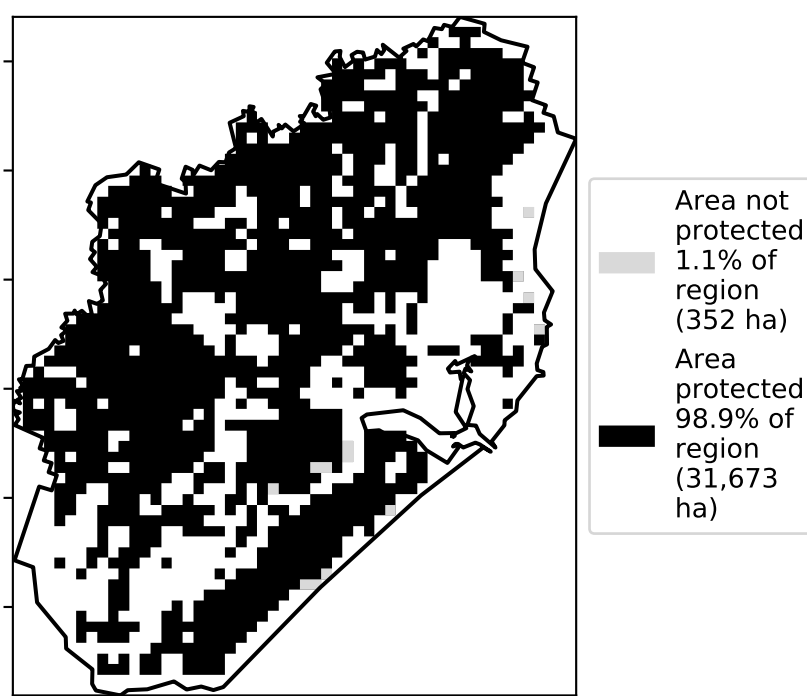 Area not
protected
1.1% of
region
(352 ha)
Area
protected
98.9% of
region
(31,673
ha)